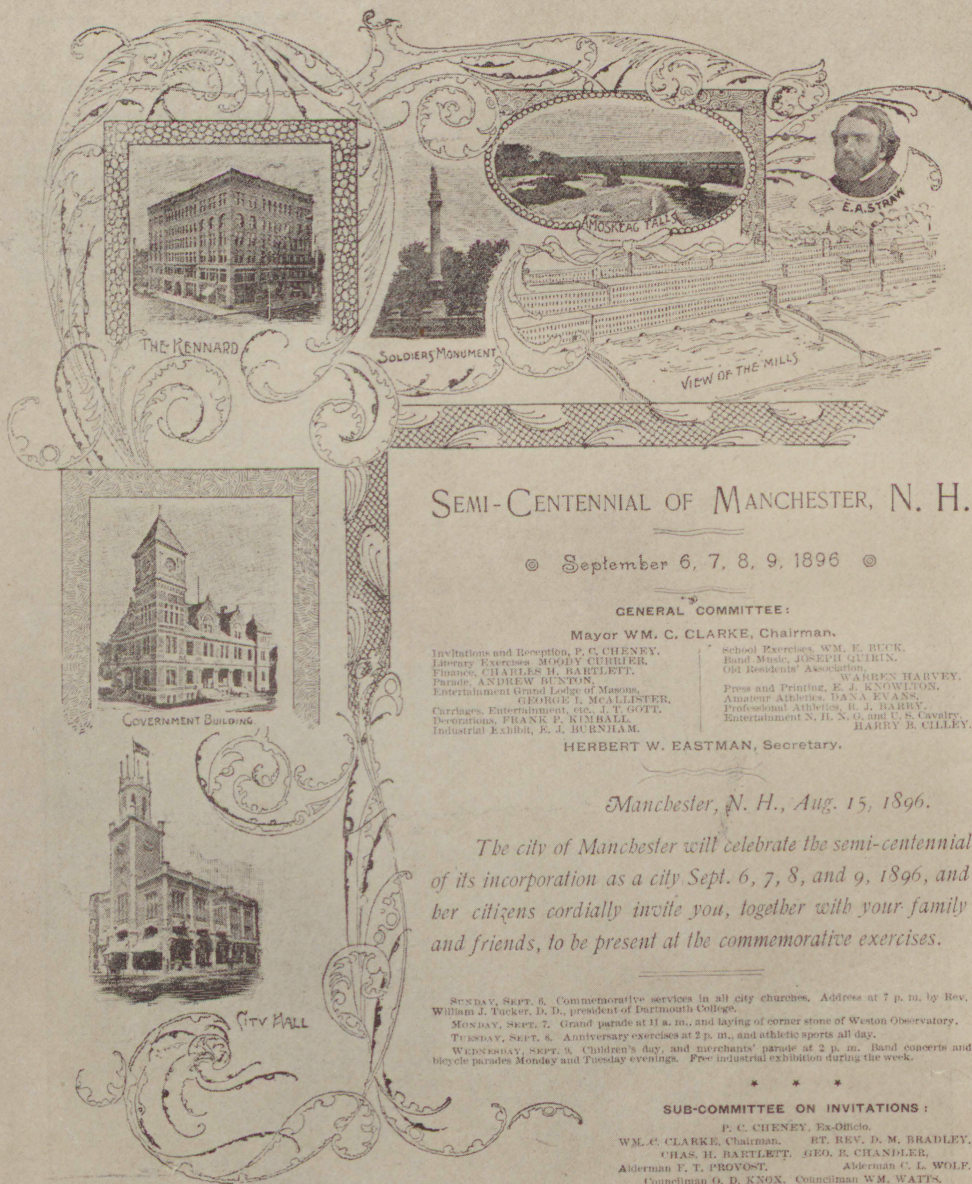 AMOSKEAG FALLS
E.A. STRAW
THE KENNARD
SOLDIERS MONUMENT
VIEW OF THE MILLS
SEMI-CENTENNIAL OF MANCHESTER, N. H.
September 6, 7, 8, 9, 1896
GENERAL COMMITTEE:
Mayor WM. C. CLARKE, Chairman.
Invitations and Reception, P. C. CHENEY.
Literary Exercises MOODY CURRIER.
Finance, CHARLES H. BARTLETT.
Parade, ANDREW BUNTON.
Entertainment Grand Lodge of Masons,
GEORGE I. McALLISTER.
Carriages, Entertainment, etc., J. T. GOTT.
Decorations, FRANK P. KIMBALL.
Industrial Exhibit, E. J. BURNHAM.
School Exercises, WM. E. BUCK.
Band Music, JOSEPH QUIRIN.
Old Residents' Association,
WARREN HARVEY.
Press and Printing, E. J. KNOWLTON.
Amateur Athletics, DANA EVANS.
Professional Athletics, R. J. BARRY.
Entertainment N. H. N. G. and U. S. Cavalry,
HARRY B. CILLEY.
HERBERT W. EASTMAN, Secretary.
GOVERNMENT BUILDING
Manchester, N. H., Aug. 15, 1896.
The city of Manchester will celebrate the semi-centennial
of its incorporation as a city Sept. 6, 7, 8, and 9, 1896, and
her citizens cordially invite you, together with your family
and friends, to be present at the commemorative exercises.
CITY HALL
SUNDAY, SEPT. 6. Commemorative services in all city churches. Address at 7 p. m. by Rev.
William J. Tucker, D. D., president of Dartmouth College.
MONDAY, SEPT. 7. Grand parade at 11 a. m., and laying of corner stone of Weston Observatory.
TUESDAY, SEPT. 8. Anniversary exercises at 2 p. m., and athletic sports all day.
WEDNESDAY, SEPT. 9. Children's day, and merchants' parade at 2 p. m. Band concerts and
bicycle parades Monday and Tuesday evenings. Free industrial exhibition during the week.
* * *
SUB-COMMITTEE ON INVITATIONS:
P. C. CHENEY, Ex-Officio.
WM. C. CLARKE, Chairman. RT. REV. D. M. BRADLEY.
CHAS. H. BARTLETT. GEO. B. CHANDLER.
Alderman F. T. PROVOST. Alderman C. L. WOLF.
Councilman O. D. KNOX. Councilman WM. WATTS.